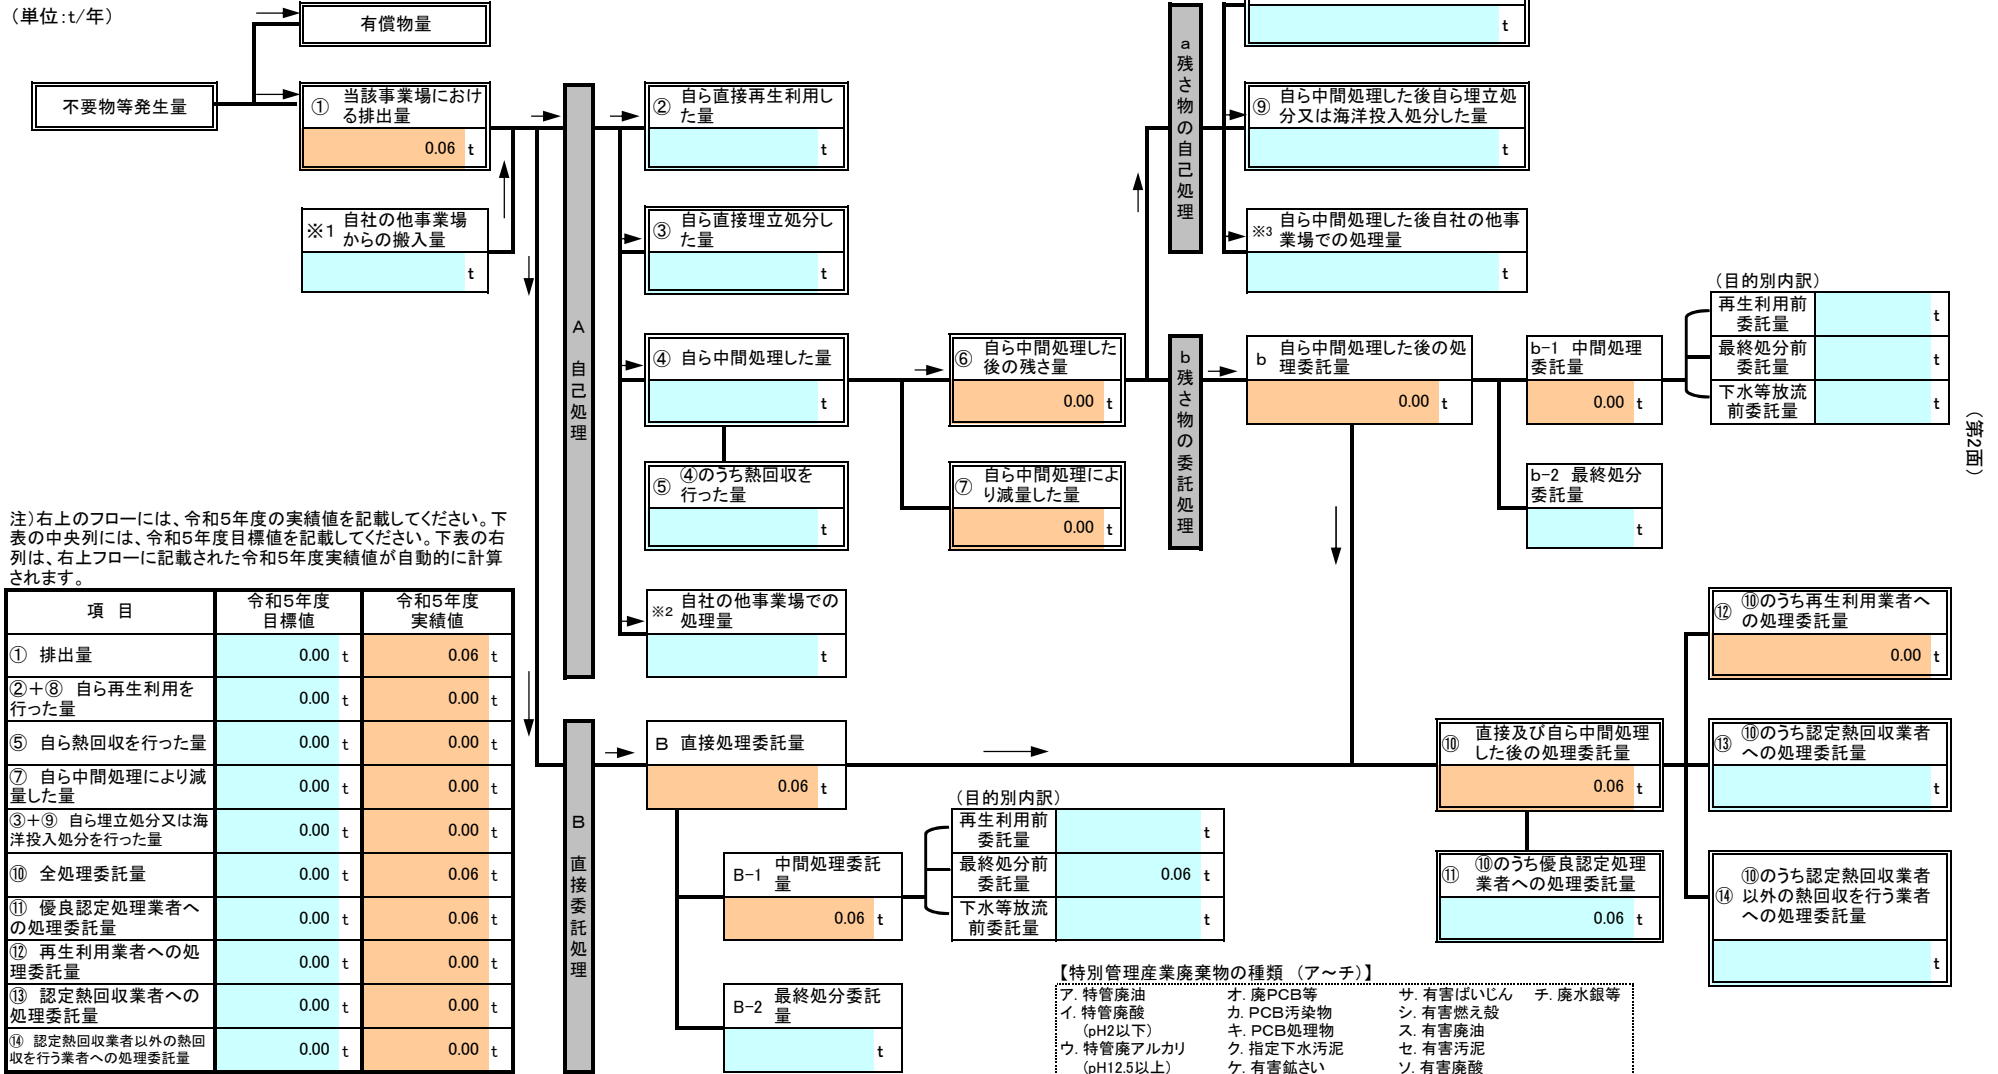 （単位：t/年）
有償物量
不要物等発生量
① 当該事業場におけ
る排出量
0.06 t
※1 自社の他事業場
からの搬入量
t
A 自己処理
② 自ら直接再生利用し
た量
t
③ 自ら直接埋立処分し
た量
t
④ 自ら中間処理した量
t
⑤ ④のうち熱回収を
行った量
t
※2 自社の他事業場での
処理量
t
⑥ 自ら中間処理した
後の残さ量
0.00 t
⑦ 自ら中間処理によ
り減量した量
0.00 t
a 残さ物の自己処理
t
⑨ 自ら中間処理した後自ら埋立処
分又は海洋投入処分した量
t
※3 自ら中間処理した後自社の他事
業場での処理量
t
b 残さ物の委託処理
b 自ら中間処理した後の処
理委託量
0.00 t
b-1 中間処理
委託量
0.00 t
b-2 最終処分
委託量
t
（目的別内訳）
再生利用前
委託量
t
最終処分前
委託量
t
下水等放流
前委託量
t
（第2面）
注）右上のフローには、令和5年度の実績値を記載してください。下
表の中央列には、令和5年度目標値を記載してください。下表の右
列は、右上フローに記載された令和5年度実績値が自動的に計算
されます。
項 目 令和5年度
目標値 令和5年度
実績値
① 排出量 0.00 t 0.06 t
②＋⑧ 自ら再生利用を
行った量 0.00 t 0.00 t
⑤ 自ら熱回収を行った量 0.00 t 0.00 t
⑦ 自ら中間処理により減
量した量 0.00 t 0.00 t
③＋⑨ 自ら埋立処分又は海
洋投入処分を行った量 0.00 t 0.00 t
⑩ 全処理委託量 0.00 t 0.06 t
⑪ 優良認定処理業者へ
の処理委託量 0.00 t 0.06 t
⑫ 再生利用業者への処
理委託量 0.00 t 0.00 t
⑬ 認定熱回収業者への
処理委託量 0.00 t 0.00 t
⑭ 認定熱回収業者以外の熱回
収を行う業者への処理委託量 0.00 t 0.00 t
B 直接委託処理
B 直接処理委託量
0.06 t
B-1 中間処理委託
量
0.06 t
B-2 最終処分委託
量
t
（目的別内訳）
再生利用前
委託量
t
最終処分前
委託量
0.06 t
下水等放流
前委託量
t
⑩ 直接及び自ら中間処理
した後の処理委託量
0.06 t
⑪ ⑩のうち優良認定処理
業者への処理委託量
0.06 t
⑫ ⑩のうち再生利用業者へ
の処理委託量
0.00 t
⑬ ⑩のうち認定熱回収業者
への処理委託量
t
⑭ ⑩のうち認定熱回収業者
以外の熱回収を行う業者
への処理委託量
t
【特別管理産業廃棄物の種類 （ア～チ）】
ア. 特管廃油 オ. 廃PCB等 サ. 有害ばいじん チ. 廃水銀等
イ. 特管廃酸 カ. PCB汚染物 シ. 有害燃え殻
（pH2以下） キ. PCB処理物 ス. 有害廃油
ウ. 特管廃アルカリ ク. 指定下水汚泥 セ. 有害汚泥
（pH12.5以上） ケ. 有害鉱さい ソ. 有害廃酸